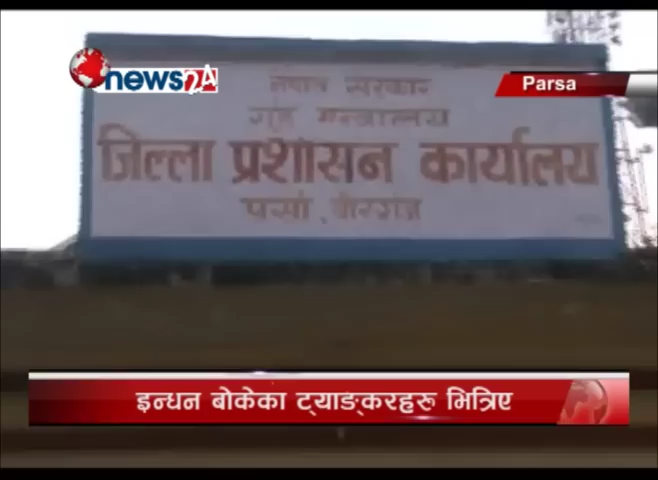 news24
Parsa
नेपाल सरकार
गृह मन्त्रालय
जिल्ला प्रशासन कार्यालय
पर्सा, वीरगंज
इन्धन बोकेका ट्याङ्करहरू भित्रिए